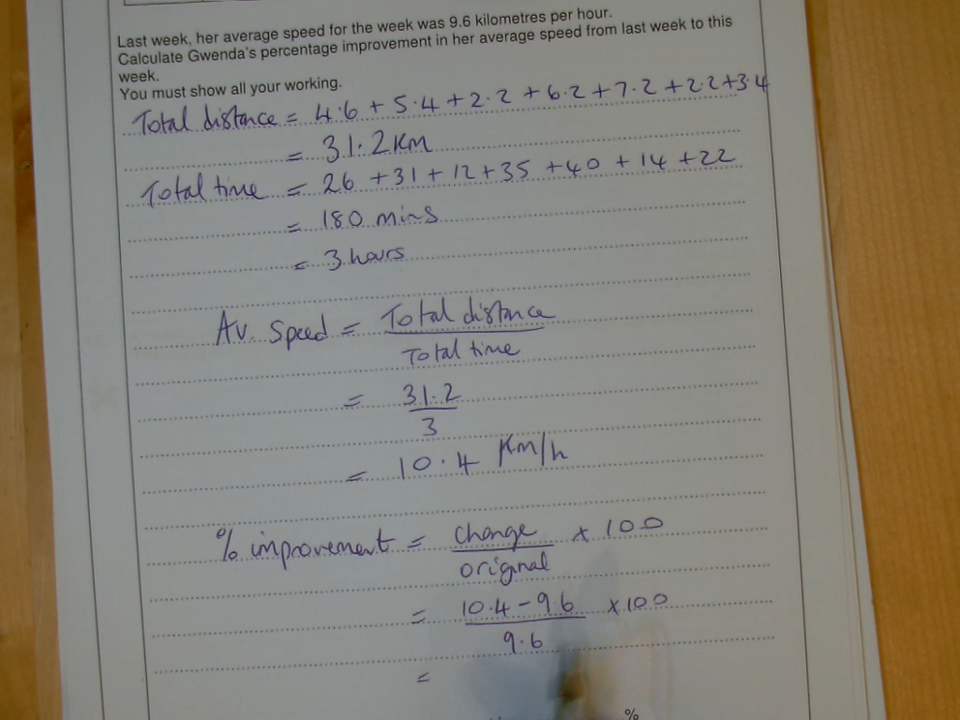 Last week, her average speed for the week was 9.6 kilometres per hour.
Calculate Gwenda's percentage improvement in her average speed from last week to this
week.
You must show all your working.
Total distance = 4.6 + 5.4 + 2.2 + 6.2 + 7.2 + 2.2 + 3.4
= 31.2 Km
Total time = 26 + 31 + 12 + 35 + 40 + 14 + 22
= 180 mins
= 3 hours
Av. Speed = Total distance
Total time
= 31.2
3
= 10.4 Km/h
% improvement = change × 100
original
= 10.4 - 9.6 × 100
9.6
=
%